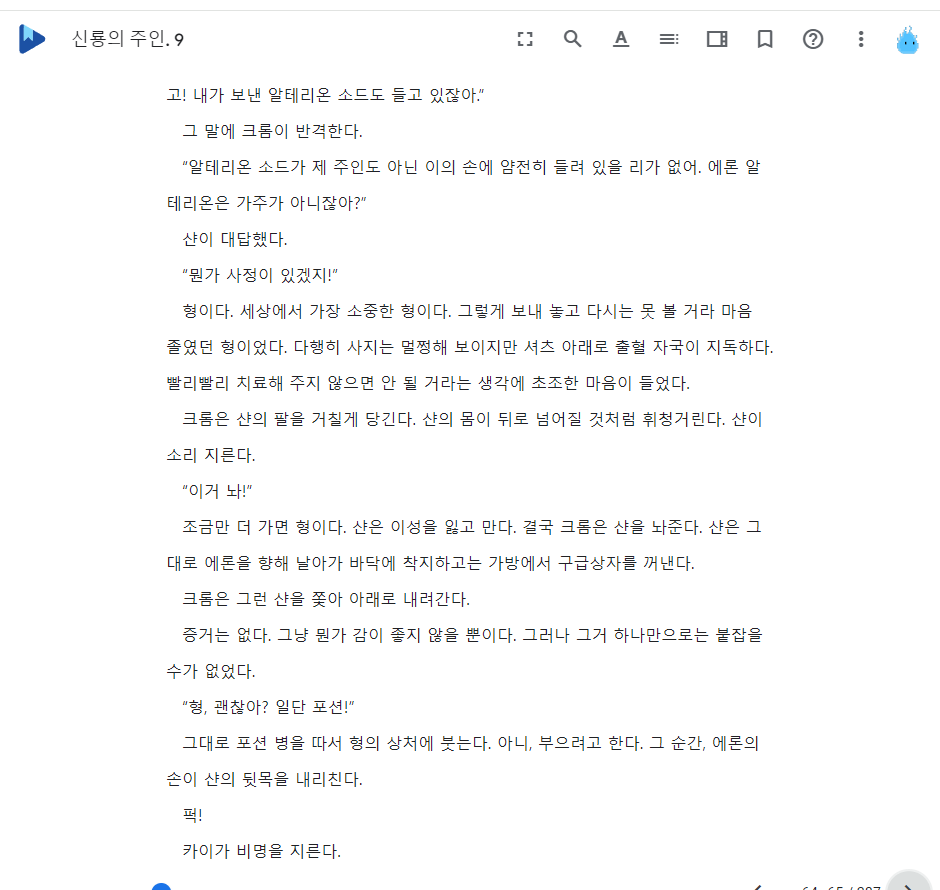 신룡의 주인. 9
고! 내가 보낸 알테리온 소드도 들고 있잖아.”
그 말에 크롬이 반격한다.
“알테리온 소드가 제 주인도 아닌 이의 손에 얌전히 들려 있을 리가 없어. 에론 알
테리온은 가주가 아니잖아?”
샨이 대답했다.
“뭔가 사정이 있겠지!”
형이다. 세상에서 가장 소중한 형이다. 그렇게 보내 놓고 다시는 못 볼 거라 마음
졸였던 형이었다. 다행히 사지는 멀쩡해 보이지만 셔츠 아래로 출혈 자국이 지독하다.
빨리빨리 치료해 주지 않으면 안 될 거라는 생각에 초조한 마음이 들었다.
크롬은 샨의 팔을 거칠게 당긴다. 샨의 몸이 뒤로 넘어질 것처럼 휘청거린다. 샨이
소리 지른다.
“이거 놔!”
조금만 더 가면 형이다. 샨은 이성을 잃고 만다. 결국 크롬은 샨을 놔준다. 샨은 그
대로 에론을 향해 날아가 바닥에 착지하고는 가방에서 구급상자를 꺼낸다.
크롬은 그런 샨을 쫓아 아래로 내려간다.
증거는 없다. 그냥 뭔가 감이 좋지 않을 뿐이다. 그러나 그거 하나만으로는 붙잡을
수가 없었다.
“형, 괜찮아? 일단 포션!”
그대로 포션 병을 따서 형의 상처에 붓는다. 아니, 부으려고 한다. 그 순간, 에론의
손이 샨의 뒷목을 내리친다.
퍽!
카이가 비명을 지른다.